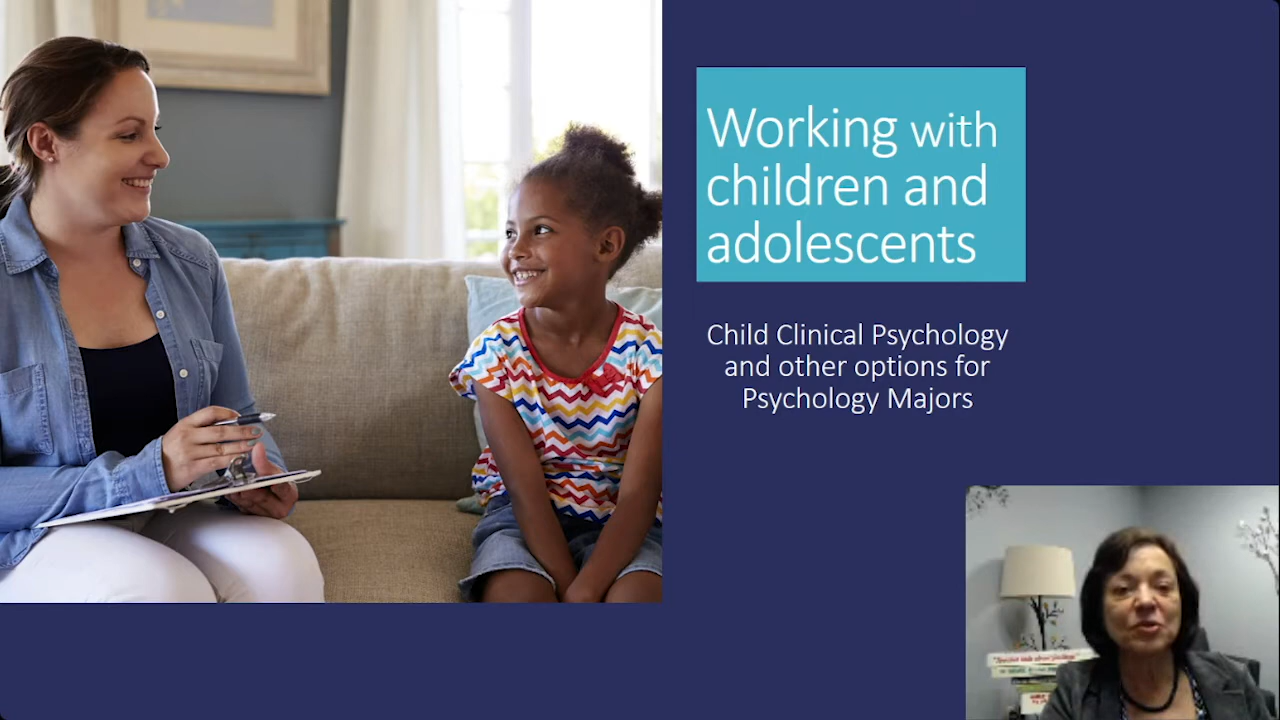 Working with
children and
adolescents
Child Clinical Psychology
and other options for
Psychology Majors